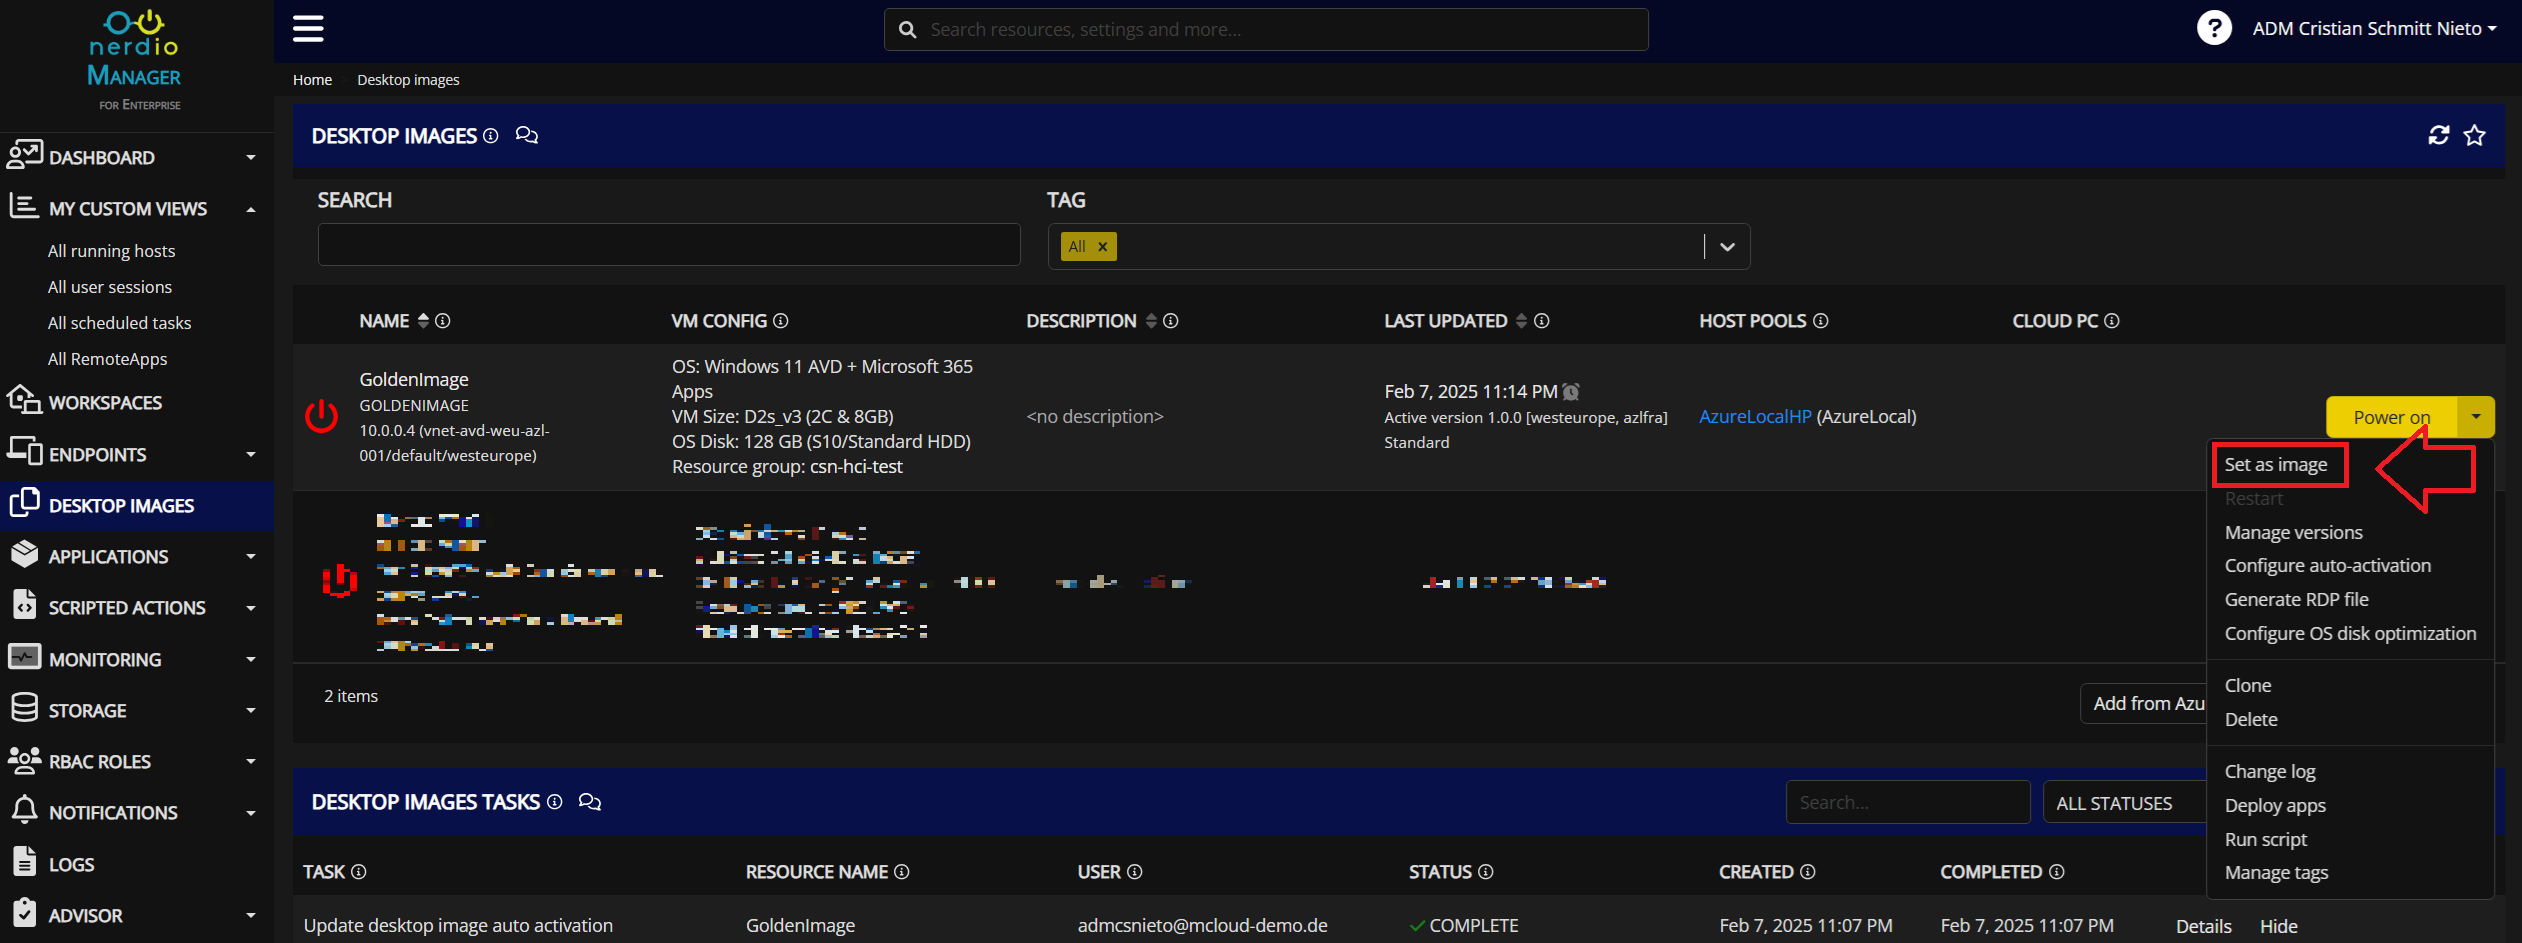 nerdio
MANAGER
FOR ENTERPRISE
Search resources, settings and more...
?
ADM Cristian Schmitt Nieto
Home
Desktop images
DESKTOP IMAGES
DASHBOARD
MY CUSTOM VIEWS
All running hosts
All user sessions
All scheduled tasks
All RemoteApps
WORKSPACES
ENDPOINTS
DESKTOP IMAGES
APPLICATIONS
SCRIPTED ACTIONS
MONITORING
STORAGE
RBAC ROLES
NOTIFICATIONS
LOGS
ADVISOR
SEARCH
TAG
All ×
NAME
VM CONFIG
DESCRIPTION
LAST UPDATED
HOST POOLS
CLOUD PC
GoldenImage
GOLDENIMAGE
10.0.0.4 (vnet-avd-weu-azl-
001/default/westeurope)
OS: Windows 11 AVD + Microsoft 365
Apps
VM Size: D2s_v3 (2C & 8GB)
OS Disk: 128 GB (S10/Standard HDD)
Resource group: csn-hci-test
<no description>
Feb 7, 2025 11:14 PM
Active version 1.0.0 [westeurope, azlfra]
Standard
AzureLocalHP (AzureLocal)
Power on
Set as image
Restart
Manage versions
Configure auto-activation
Generate RDP file
Configure OS disk optimization
Clone
Delete
Change log
Deploy apps
Run script
Manage tags
2 items
Add from Azu
DESKTOP IMAGES TASKS
Search...
ALL STATUSES
TASK
RESOURCE NAME
USER
STATUS
CREATED
COMPLETED
Update desktop image auto activation
GoldenImage
admcsnieto@mcloud-demo.de
COMPLETE
Feb 7, 2025 11:07 PM
Feb 7, 2025 11:07 PM
Details
Hide